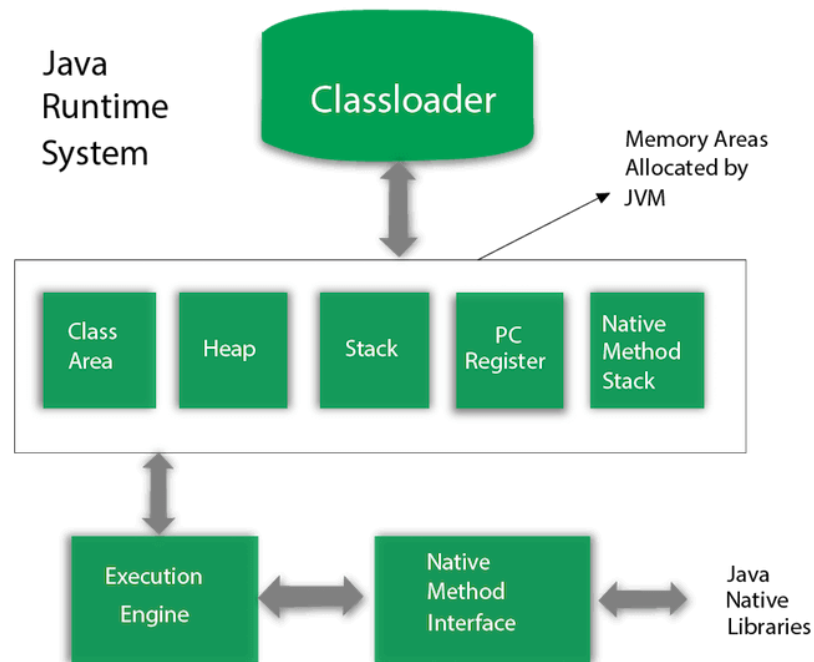 Java
Runtime
System
Classloader
Memory Areas
Allocated by
JVM
Class
Area
Heap
Stack
PC
Register
Native
Method
Stack
Execution
Engine
Native
Method
Interface
Java
Native
Libraries